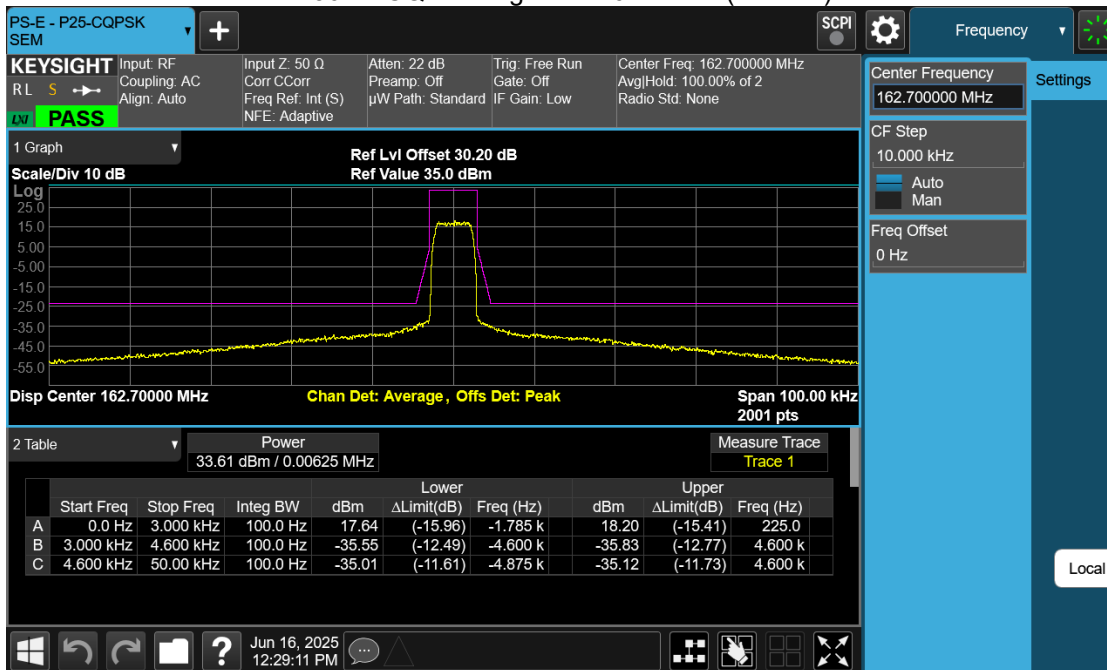 PS-E - P25-CQPSK
SEM
SCPI
Frequency
KEYSIGHT
R L S
LXI PASS
Input: RF
Coupling: AC
Align: Auto
Input Z: 50 Ω
Corr CCorr
Freq Ref: Int (S)
NFE: Adaptive
Atten: 22 dB
Preamp: Off
µW Path: Standard
Trig: Free Run
Gate: Off
IF Gain: Low
Center Freq: 162.700000 MHz
Avg|Hold: 100.00% of 2
Radio Std: None
Center Frequency
162.700000 MHz
Settings
CF Step
10.000 kHz
Auto
Man
Freq Offset
0 Hz
1 Graph
Scale/Div 10 dB
Ref Lvl Offset 30.20 dB
Ref Value 35.0 dBm
Log
25.0
15.0
5.00
-5.00
-15.0
-25.0
-35.0
-45.0
-55.0
Disp Center 162.70000 MHz
Chan Det: Average, Offs Det: Peak
Span 100.00 kHz
2001 pts
2 Table
Power
33.61 dBm / 0.00625 MHz
Measure Trace
Trace 1
Lower Upper
Start Freq Stop Freq Integ BW dBm ΔLimit(dB) Freq (Hz) dBm ΔLimit(dB) Freq (Hz)
A 0.0 Hz 3.000 kHz 100.0 Hz 17.64 (-15.96) -1.785 k 18.20 (-15.41) 225.0
B 3.000 kHz 4.600 kHz 100.0 Hz -35.55 (-12.49) -4.600 k -35.83 (-12.77) 4.600 k
C 4.600 kHz 50.00 kHz 100.0 Hz -35.01 (-11.61) -4.875 k -35.12 (-11.73) 4.600 k
Local
Jun 16, 2025
12:29:11 PM